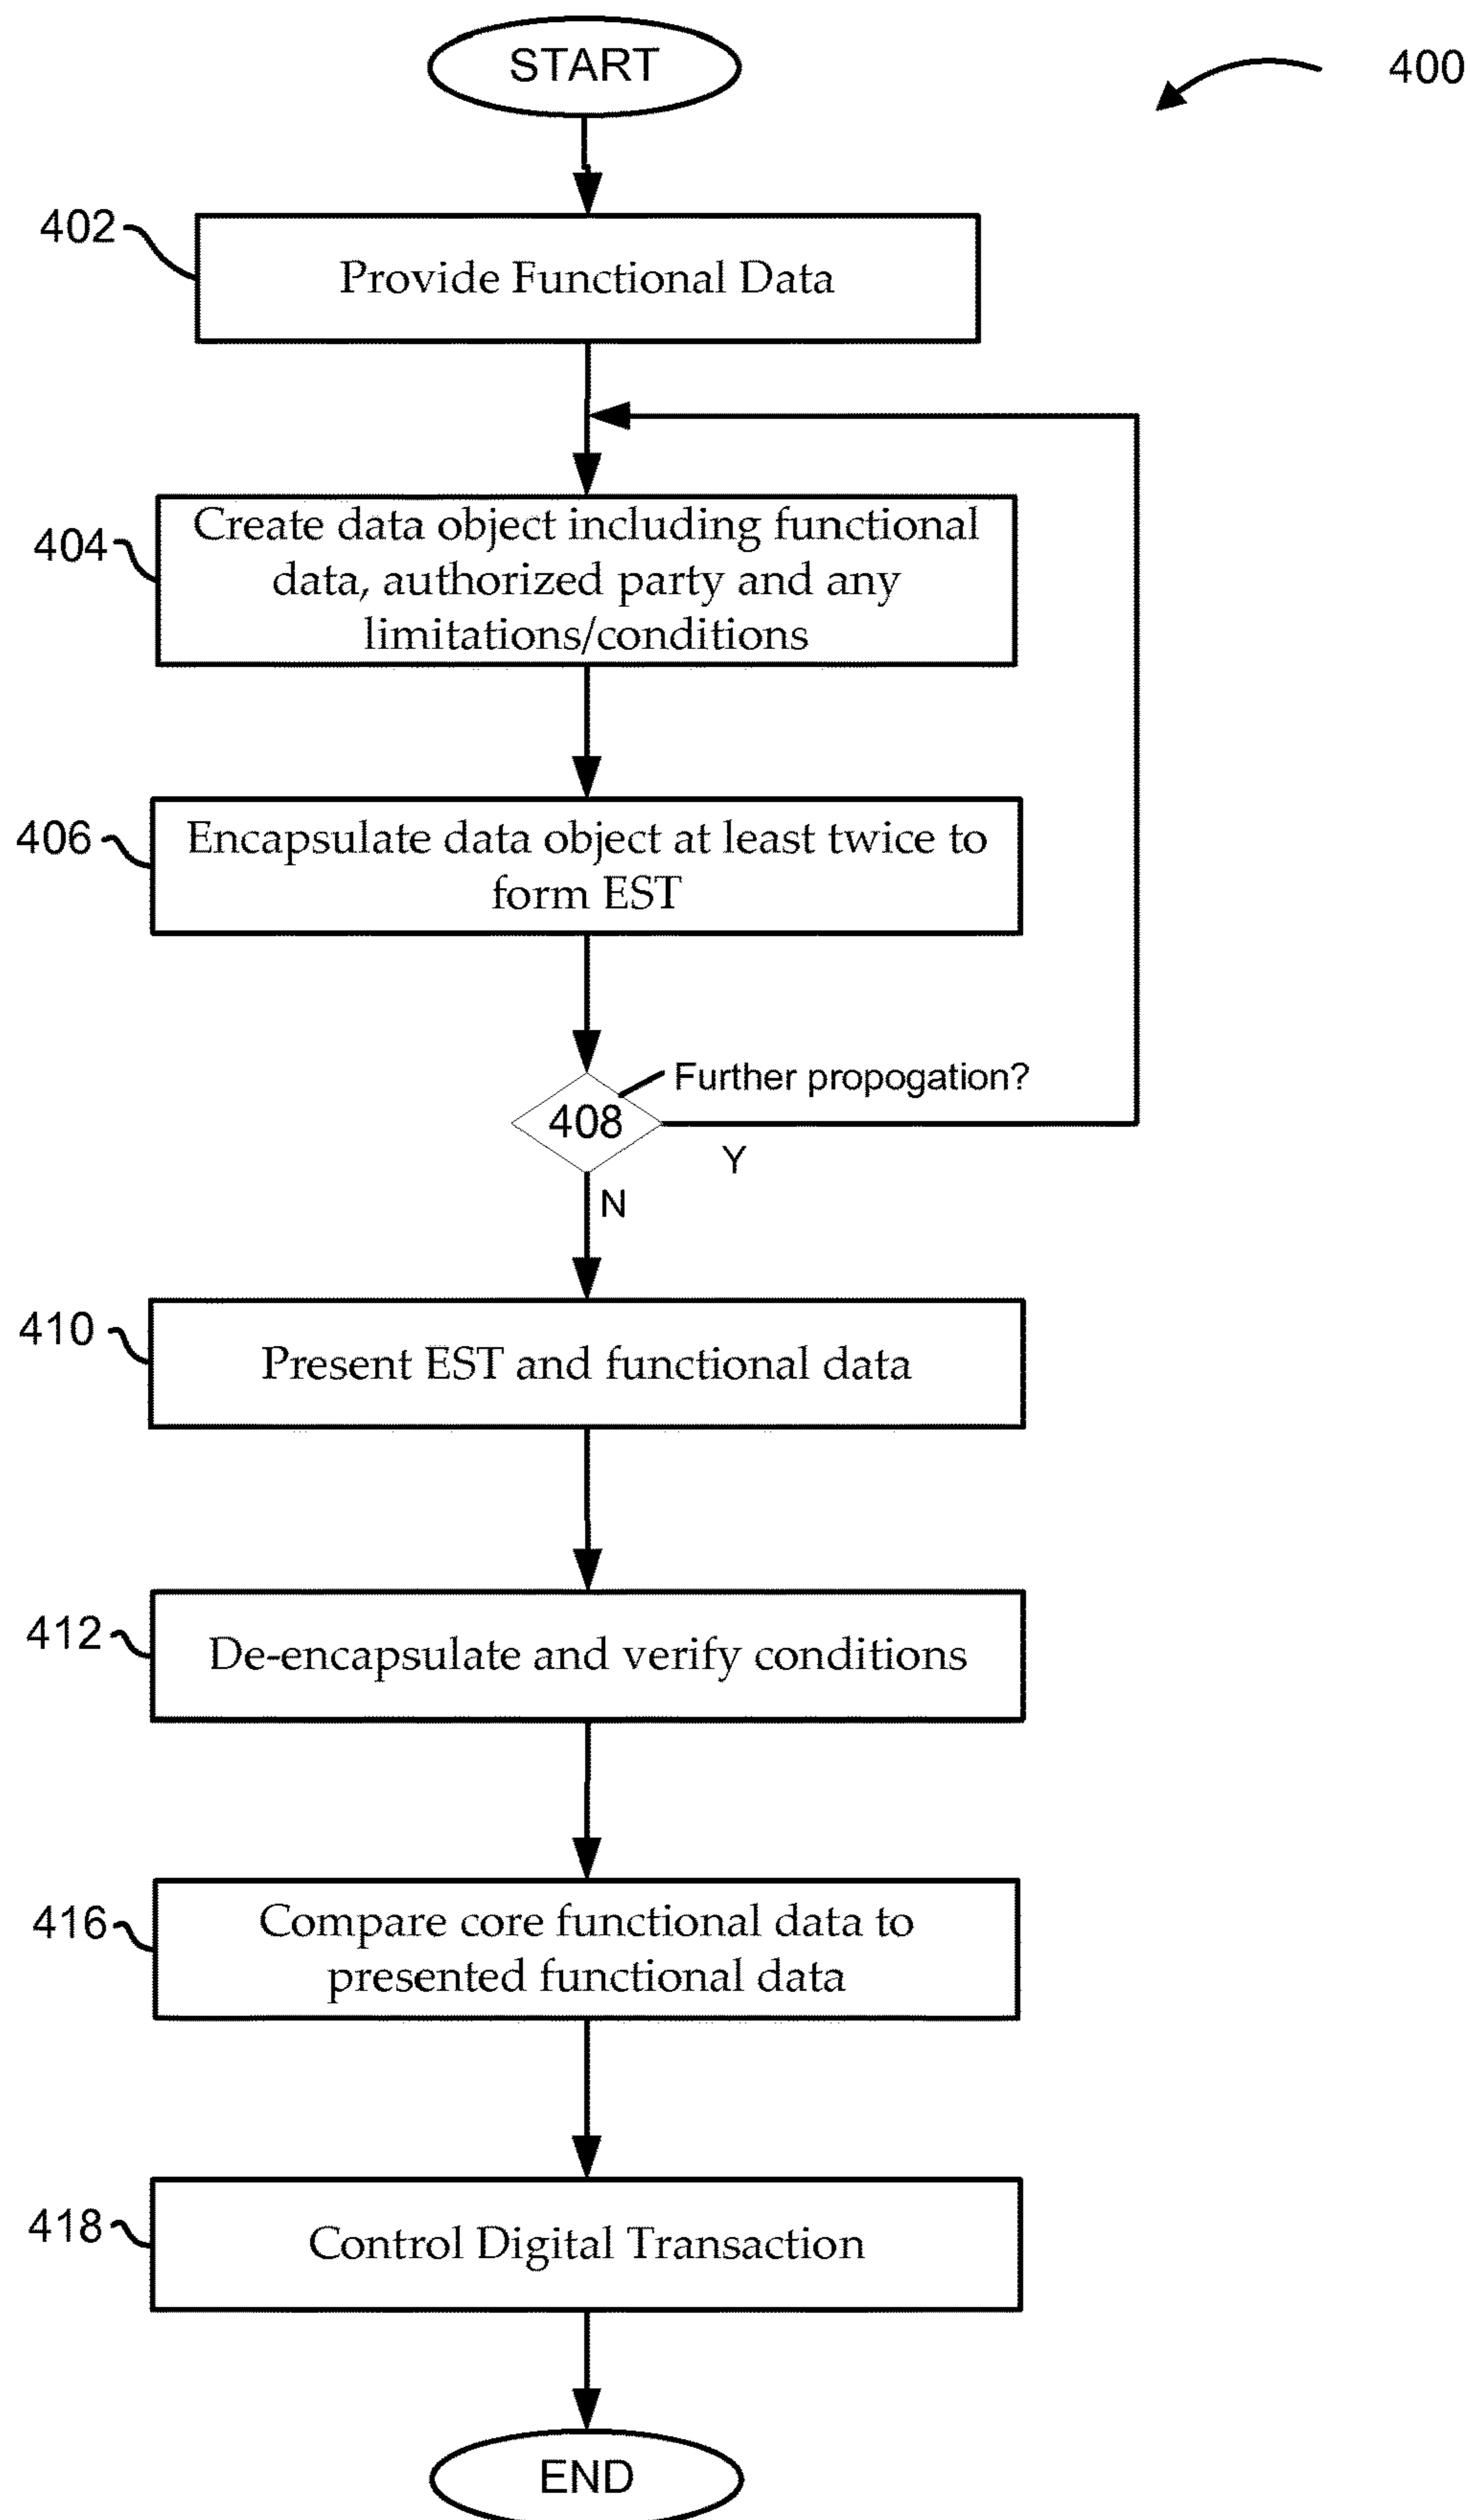 START
400
402
Provide Functional Data
404
Create data object including functional
data, authorized party and any
limitations/conditions
406
Encapsulate data object at least twice to
form EST
Further propogation?
408
Y
N
410
Present EST and functional data
412
De-encapsulate and verify conditions
416
Compare core functional data to
presented functional data
418
Control Digital Transaction
END